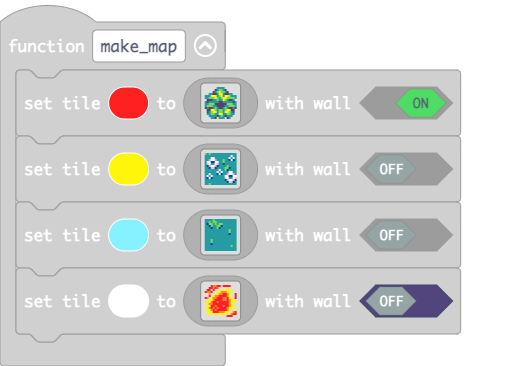 function make_map
set tile to with wall ON
set tile to with wall OFF
set tile to with wall OFF
set tile to with wall OFF